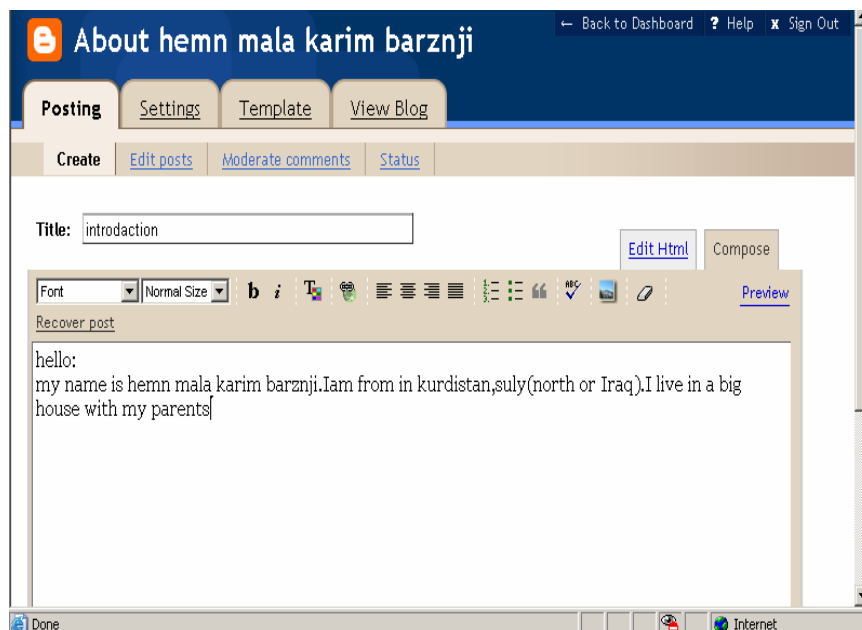 ← Back to Dashboard ? Help x Sign Out
About hemn mala karim barznji
Posting Settings Template View Blog
Create Edit posts Moderate comments Status
Title: introdaction
Edit Html Compose
Font Normal Size b i T ABC Preview
Recover post
hello:
my name is hemn mala karim barznji.Iam from in kurdistan,suly(north or Iraq).I live in a big
house with my parents
Done Internet